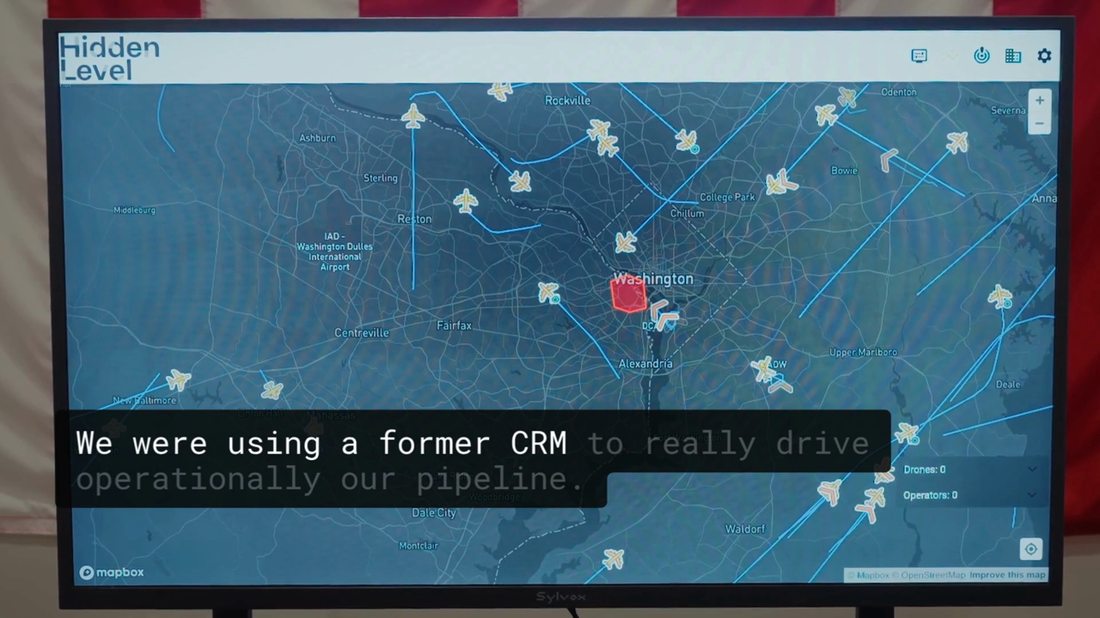 Hidden
Level
Rockville
Odenton
Severna
Ashburn
Sterling
Bowie
College Park
Anna
Middleburg
Reston
Chillum
IAD -
Washington Dulles
International
Airport
Washington
DCA
Centreville
Fairfax
Alexandria
Upper Marlboro
ADW
Deale
New Baltimore
We were using a former CRM to really drive
operationally our pipeline.
Drones: 0
Operators: 0
Woodbridge
Dale City
Waldorf
Montclair
mapbox
© Mapbox © OpenStreetMap Improve this map
Sylvox